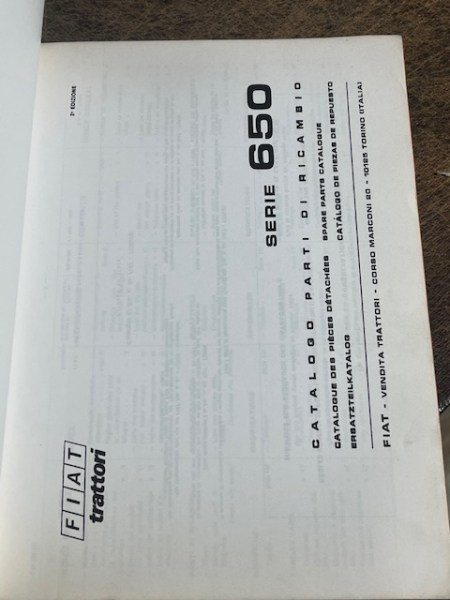 FIAT
trattori
2ª EDIZIONE
SERIE 650
CATALOGO PARTI DI RICAMBIO
CATALOGUE DES PIÈCES DÉTACHÉES SPARE PARTS CATALOGUE
ERSATZTEILKATALOG CATÁLOGO DE PIEZAS DE REPUESTO
FIAT - VENDITA TRATTORI - CORSO MARCONI 20 - 10125 TORINO (ITALIA)